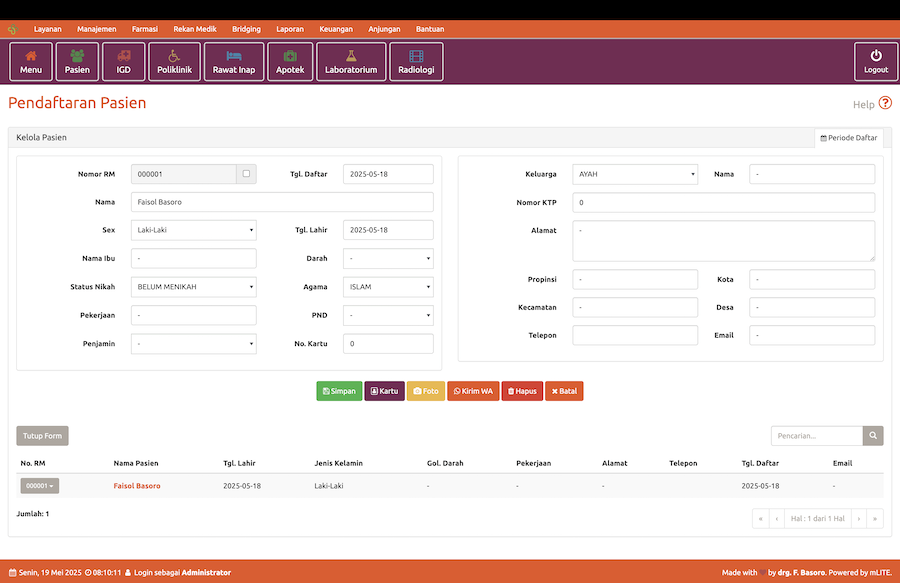 Layanan Manajemen Farmasi Rekan Medik Bridging Laporan Keuangan Anjungan Bantuan
Menu Pasien IGD Poliklinik Rawat Inap Apotek Laboratorium Radiologi Logout
Pendaftaran Pasien Help ?
Kelola Pasien Periode Daftar
Nomor RM 000001 Tgl. Daftar 2025-05-18
Nama Faisol Basoro
Sex Laki-Laki Tgl. Lahir 2025-05-18
Nama Ibu - Darah -
Status Nikah BELUM MENIKAH Agama ISLAM
Pekerjaan - PND -
Penjamin - No. Kartu 0
Keluarga AYAH Nama -
Nomor KTP 0
Alamat -
Propinsi - Kota -
Kecamatan - Desa -
Telepon Email -
Simpan Kartu Foto Kirim WA Hapus Batal
Tutup Form Pencarian...
No. RM Nama Pasien Tgl. Lahir Jenis Kelamin Gol. Darah Pekerjaan Alamat Telepon Tgl. Daftar Email
000001 Faisol Basoro 2025-05-18 Laki-Laki - - - 2025-05-18 -
Jumlah: 1
« ‹ Hal : 1 dari 1 Hal › »
Senin, 19 Mei 2025 08:10:11 Login sebagai Administrator
Made with by drg. F. Basoro. Powered by mLITE.